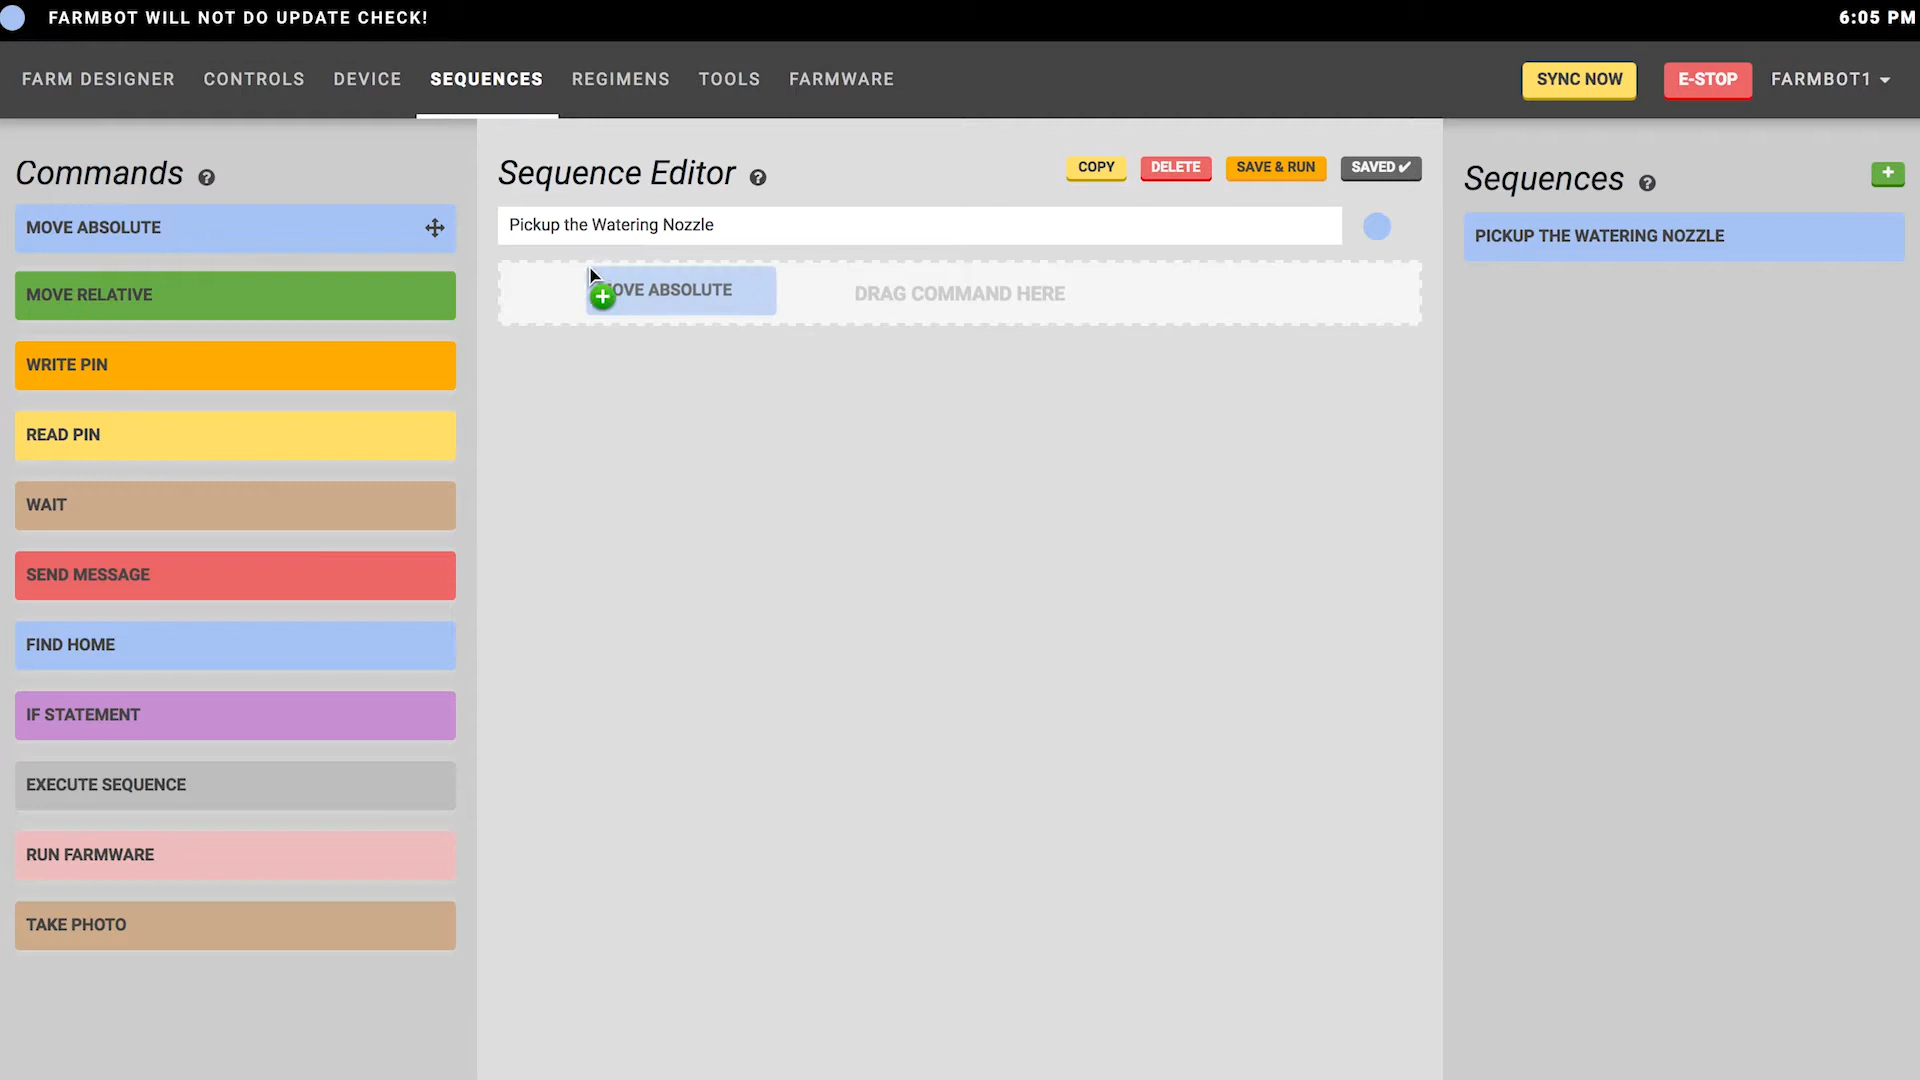 FARMBOT WILL NOT DO UPDATE CHECK!
6:05 PM
FARM DESIGNER CONTROLS DEVICE SEQUENCES REGIMENS TOOLS FARMWARE
SYNC NOW
E-STOP
FARMBOT1
Commands
MOVE ABSOLUTE
MOVE RELATIVE
WRITE PIN
READ PIN
WAIT
SEND MESSAGE
FIND HOME
IF STATEMENT
EXECUTE SEQUENCE
RUN FARMWARE
TAKE PHOTO
Sequence Editor
COPY
DELETE
SAVE & RUN
SAVED ✔
Pickup the Watering Nozzle
MOVE ABSOLUTE
DRAG COMMAND HERE
Sequences
PICKUP THE WATERING NOZZLE